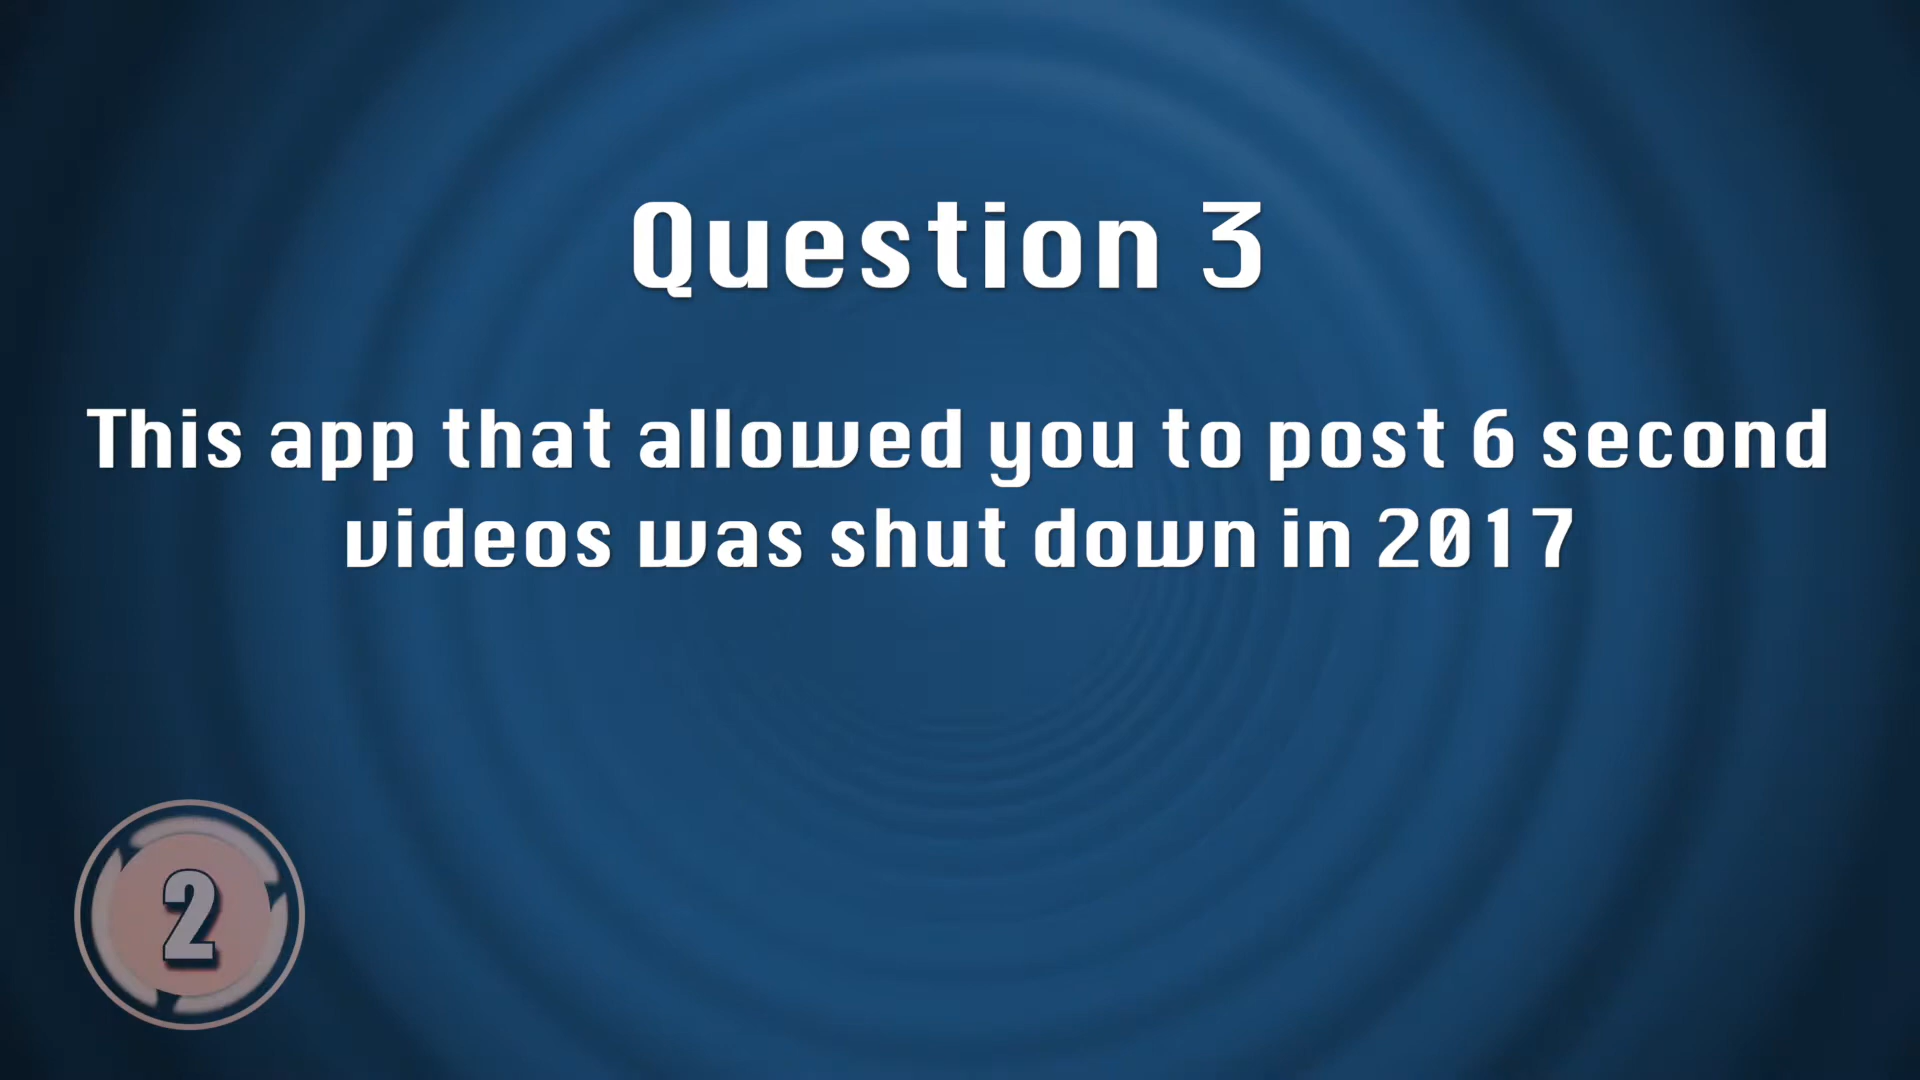 Question 3
This app that allowed you to post 6 second
videos was shut down in 2017
2